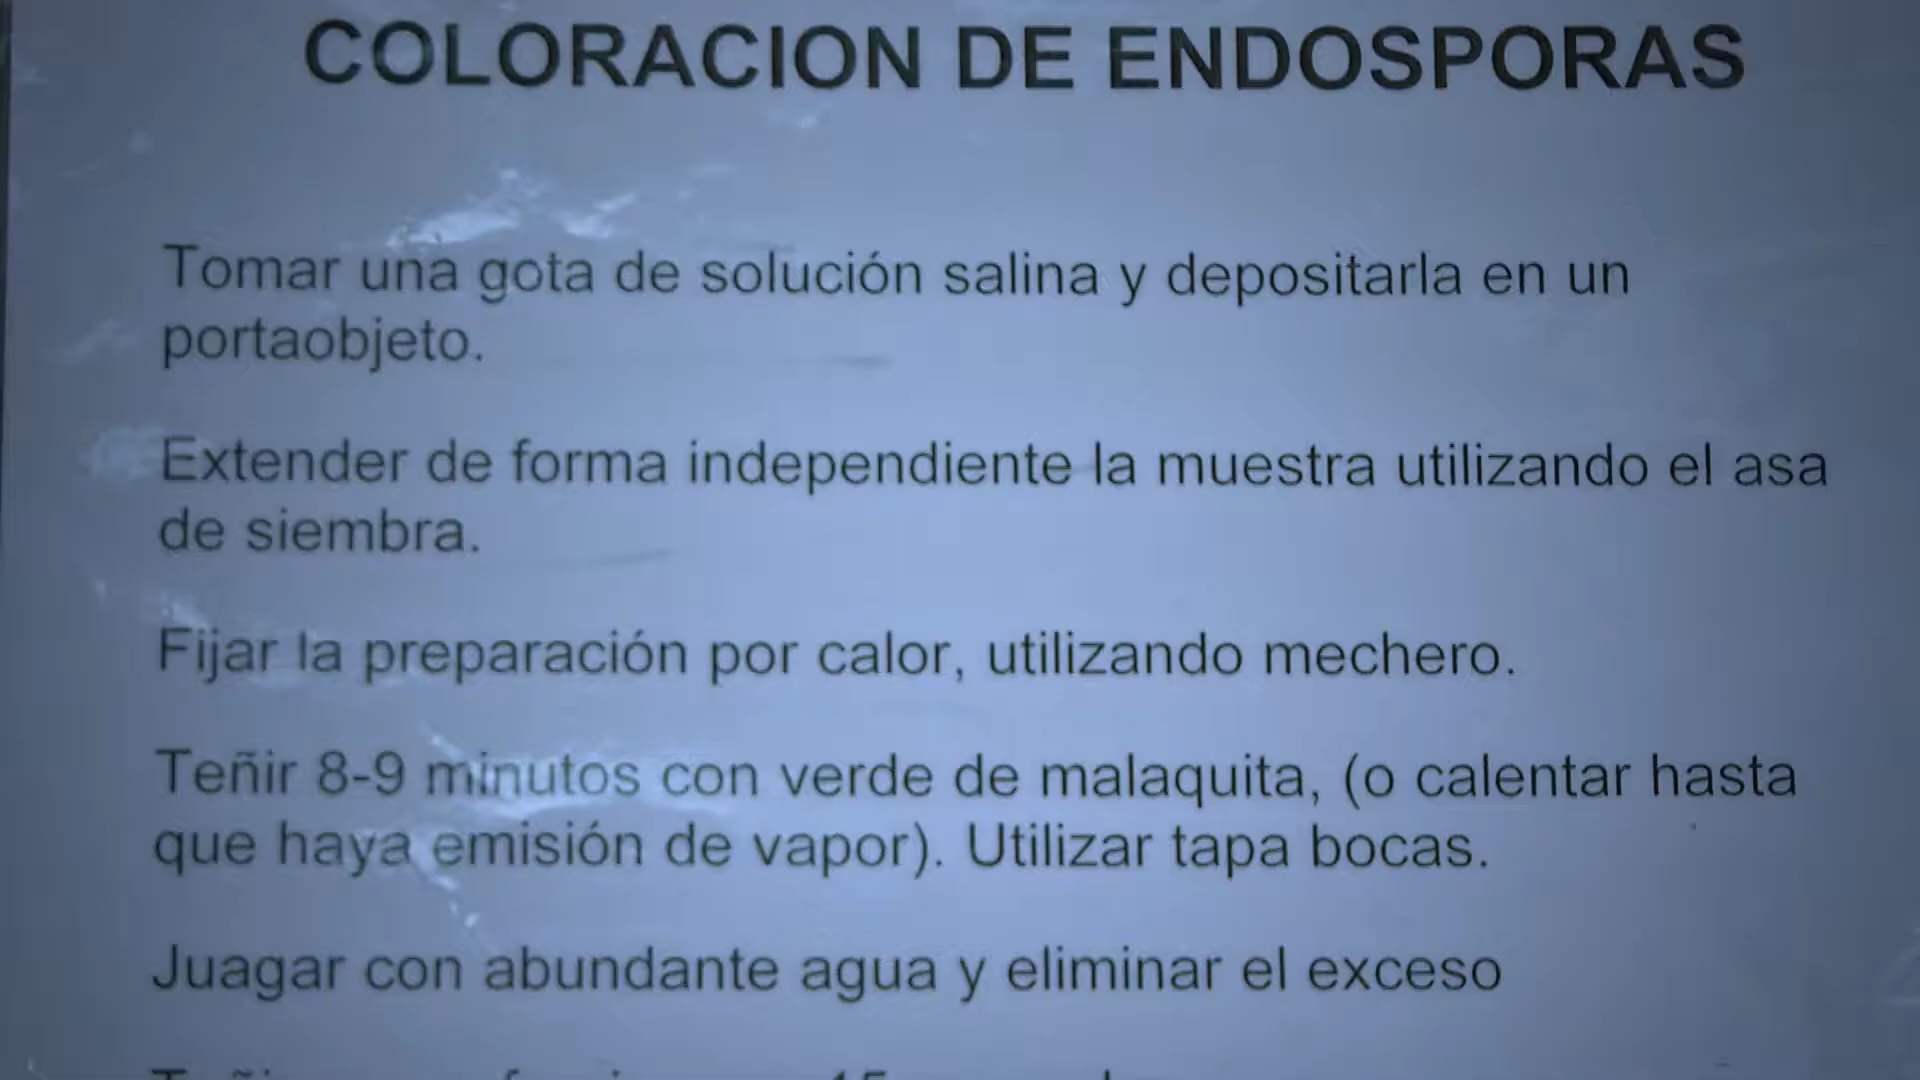 COLORACION DE ENDOSPORAS
Tomar una gota de solución salina y depositarla en un
portaobjeto.
Extender de forma independiente la muestra utilizando el asa
de siembra.
Fijar la preparación por calor, utilizando mechero.
Teñir 8-9 minutos con verde de malaquita, (o calentar hasta
que haya emisión de vapor). Utilizar tapa bocas.
Juagar con abundante agua y eliminar el exceso